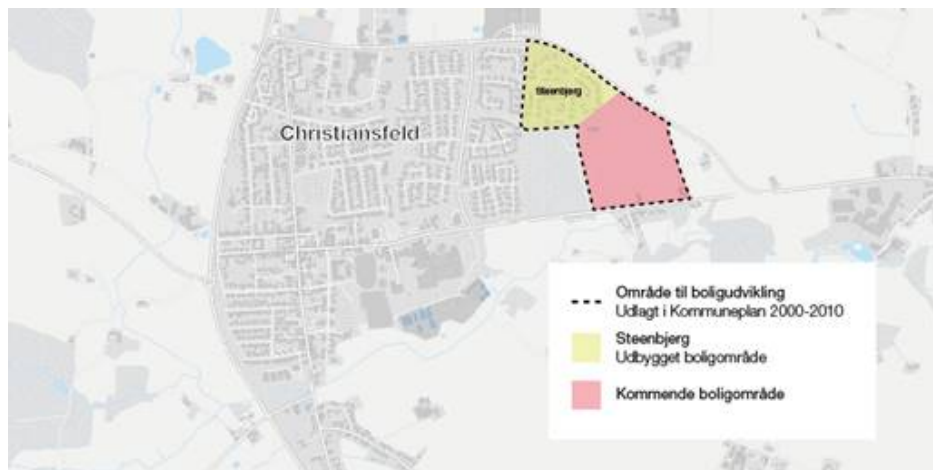 Steenbjerg
Christiansfeld
Område til boligudvikling
Udlagt i Kommuneplan 2000-2010
Steenbjerg
Udbygget boligområde
Kommende boligområde